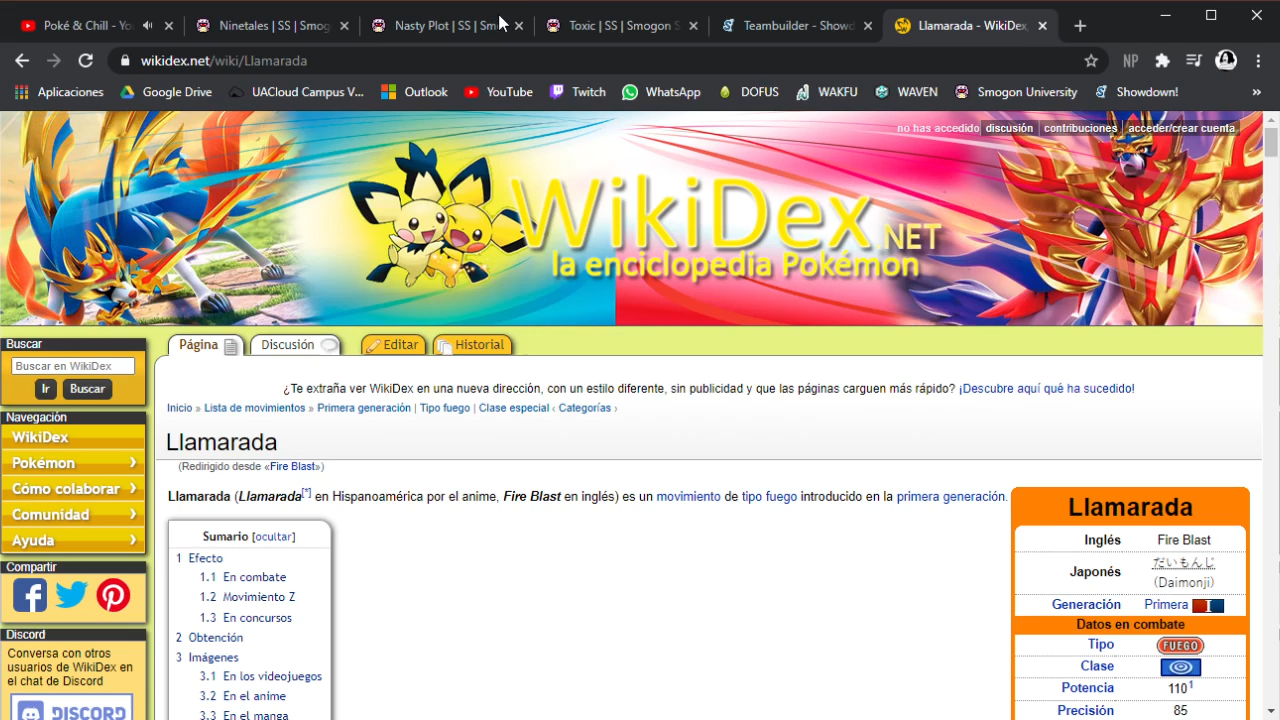 Poké & Chill - Yo
Ninetales | SS | Smog
Nasty Plot | SS | Sm
Toxic | SS | Smogon S
Teambuilder - Showd
Llamarada - WikiDex
wikidex.net/wiki/Llamarada
NP
Aplicaciones
Google Drive
UACloud Campus V...
Outlook
YouTube
Twitch
WhatsApp
DOFUS
WAKFU
WAVEN
Smogon University
Showdown!
»
no has accedido discusión contribuciones acceder/crear cuenta
WikiDex.NET
la enciclopedia Pokémon
Buscar
Buscar en WikiDex
Ir Buscar
Navegación
WikiDex
Pokémon
Cómo colaborar
Comunidad
Ayuda
Compartir
Discord
Conversa con otros
usuarios de WikiDex en
el chat de Discord
DISCORD
Página Discusión Editar Historial
¿Te extraña ver WikiDex en una nueva dirección, con un estilo diferente, sin publicidad y que las páginas carguen más rápido? ¡Descubre aquí qué ha sucedido!
Inicio » Lista de movimientos » Primera generación | Tipo fuego | Clase especial ‹ Categorías ›
Llamarada
(Redirigido desde «Fire Blast»)
Llamarada (Llamarada[*] en Hispanoamérica por el anime, Fire Blast en inglés) es un movimiento de tipo fuego introducido en la primera generación.
Sumario [ocultar]
1 Efecto
1.1 En combate
1.2 Movimiento Z
1.3 En concursos
2 Obtención
3 Imágenes
3.1 En los videojuegos
3.2 En el anime
3.3 En el manga
Llamarada
Inglés Fire Blast
Japonés だいもんじ
(Daimonji)
Generación Primera I
Datos en combate
Tipo FUEGO
Clase
Potencia 110¹
Precisión 85